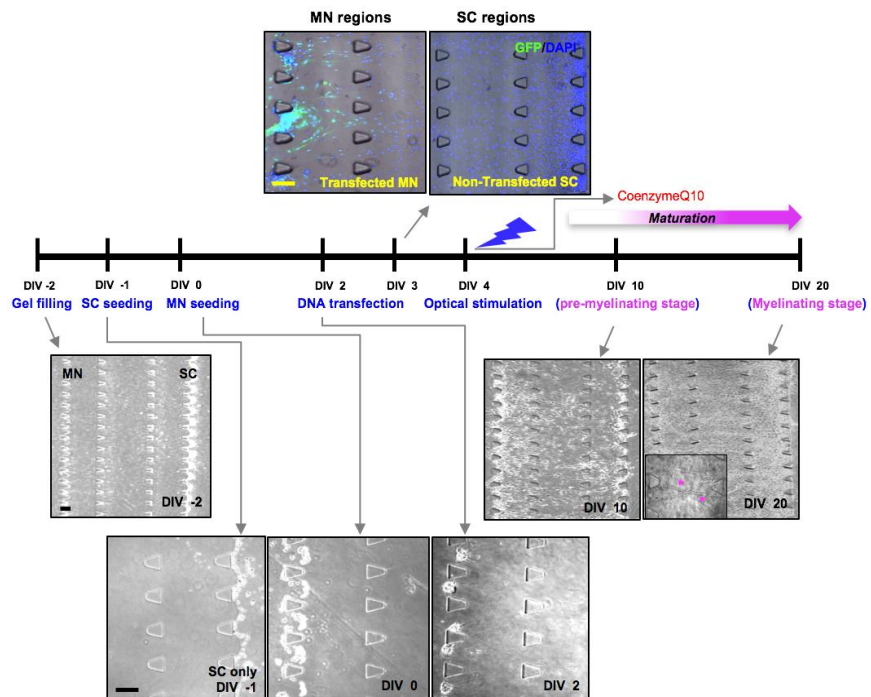 MN regions
SC regions
GFP/DAPI
Transfected MN
Non-Transfected SC
CoenzymeQ10
Maturation
DIV -2
DIV -1
DIV 0
DIV 2
DIV 3
DIV 4
DIV 10
DIV 20
Gel filling
SC seeding
MN seeding
DNA transfection
Optical stimulation
(pre-myelinating stage)
(Myelinating stage)
MN
SC
DIV -2
DIV 10
DIV 20
SC only
DIV -1
DIV 0
DIV 2